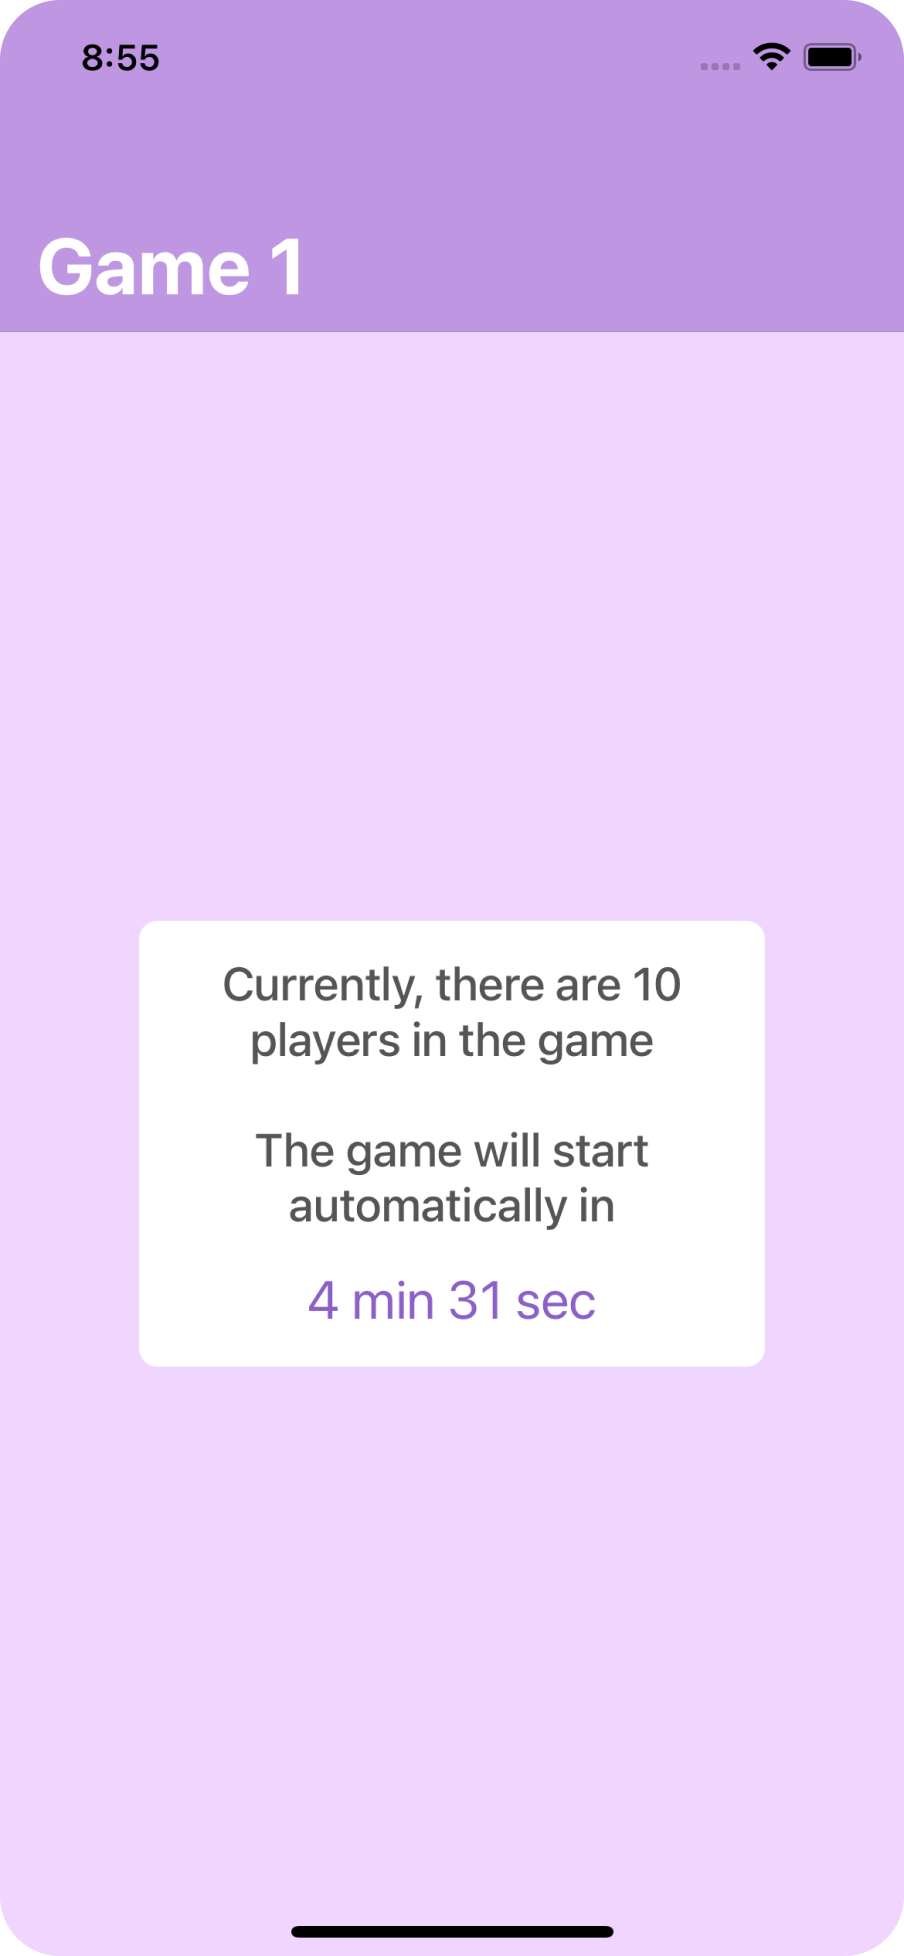 8:55
Game 1
Currently, there are 10
players in the game
The game will start
automatically in
4 min 31 sec